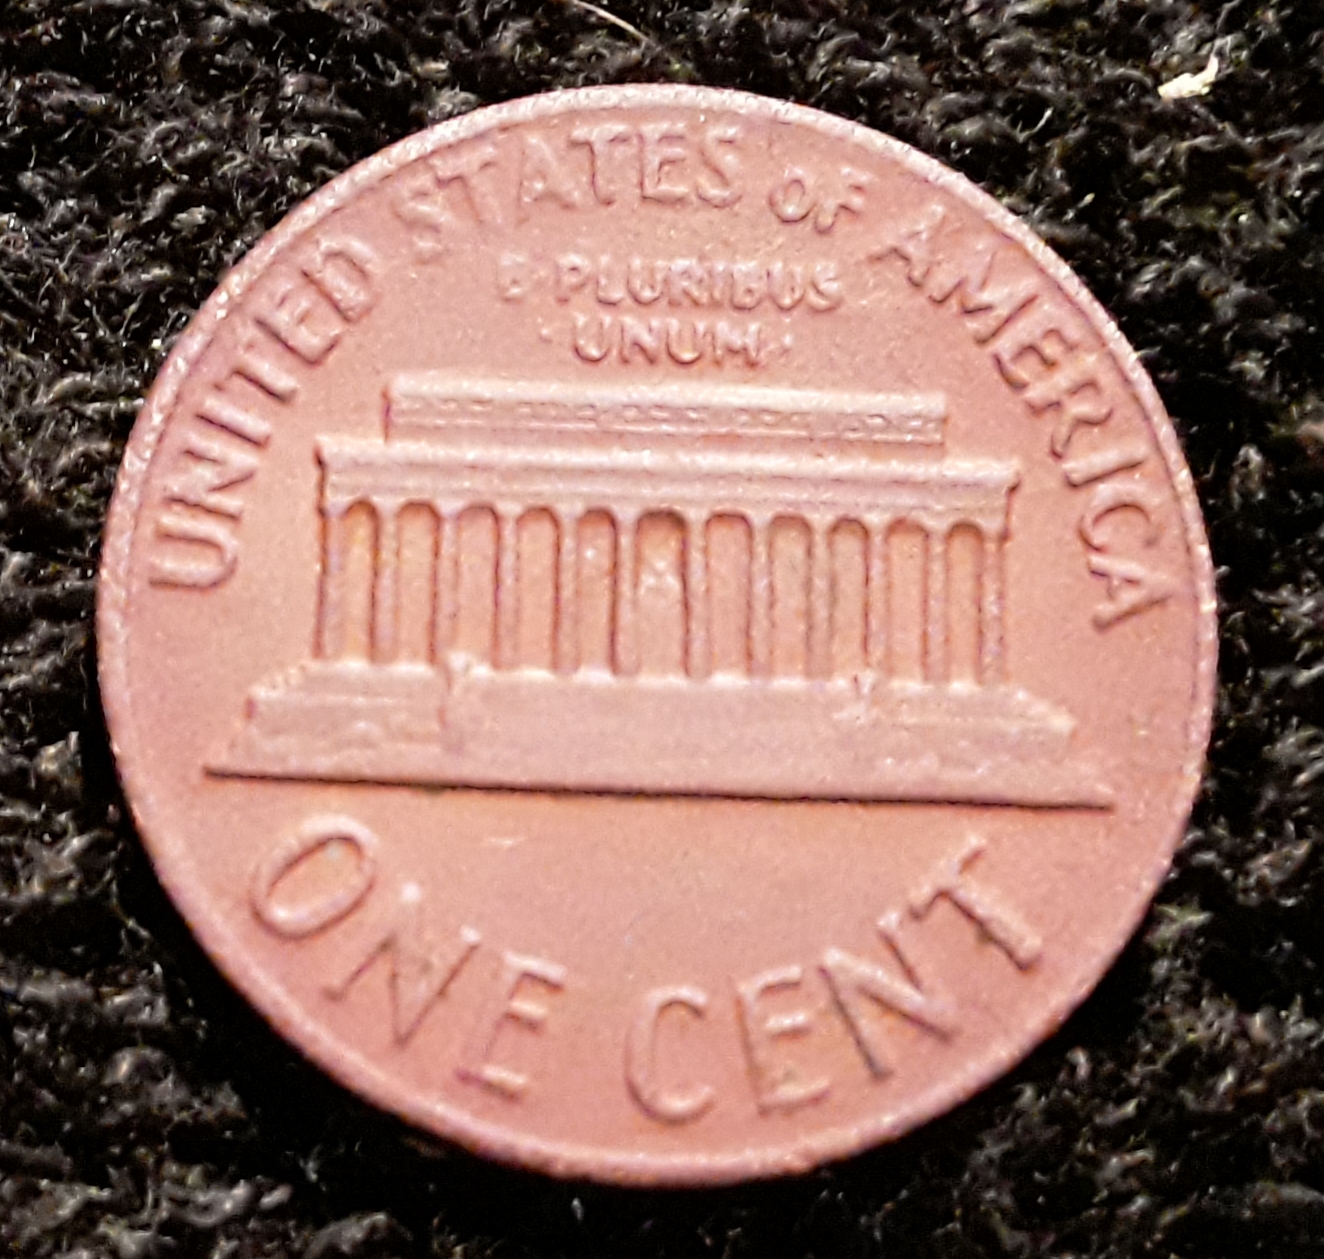 UNITED STATES OF AMERICA
E PLURIBUS
·UNUM·
ONE CENT